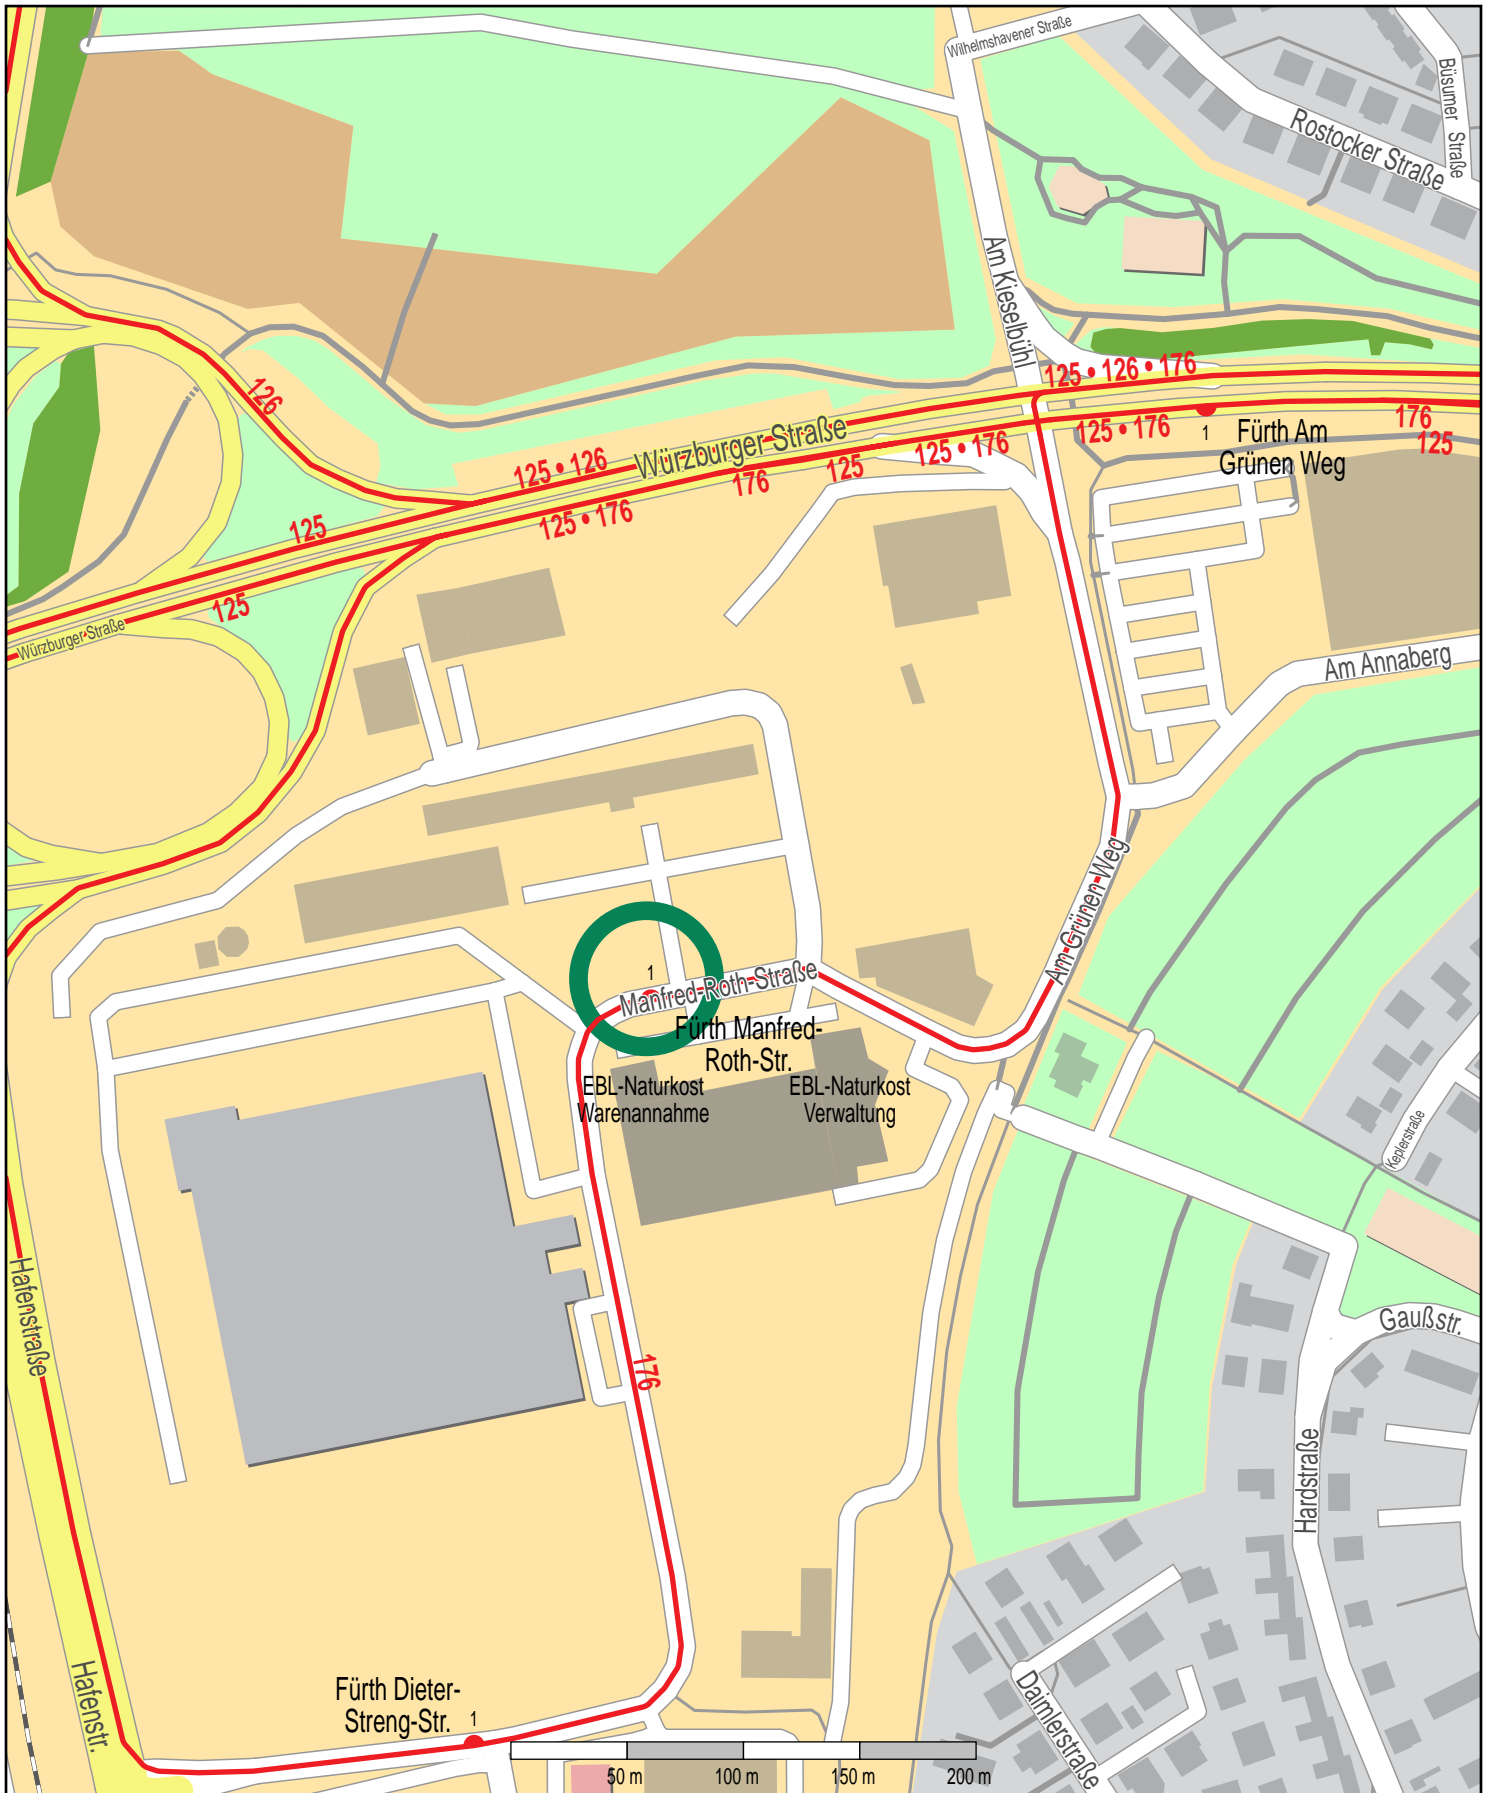 Wilhelmshavener Straße
Büsumer Straße
Rostocker Straße
Am Kieselbühl
125 • 126 • 176
126
Würzburger Straße
125 • 126
125 • 176
176
125
125 • 176
125 • 176
1
Fürth Am
Grünen Weg
176
125
125
125
Würzburger Straße
Am Annaberg
Am Grünen Weg
1
Manfred-Roth-Straße
Fürth Manfred-
Roth-Str.
EBL-Naturkost
Warenannahme
EBL-Naturkost
Verwaltung
Keplerstraße
Hafenstraße
Gaußstr.
176
Hardstraße
Hafenstr.
Fürth Dieter-
Streng-Str.
1
Daimlerstraße
50 m
100 m
150 m
200 m